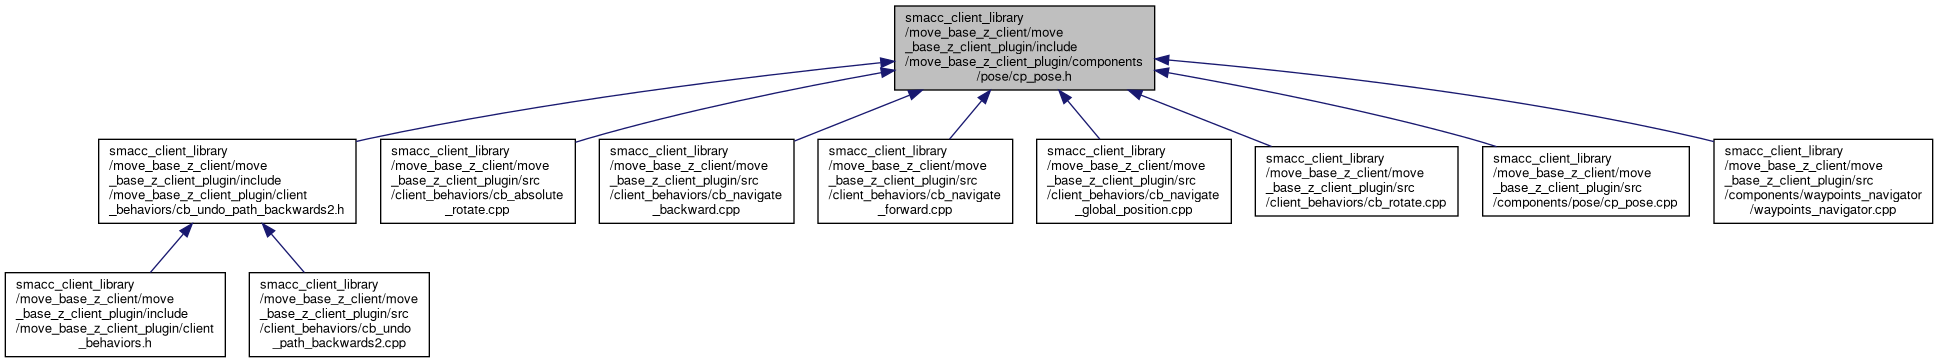 smacc_client_library
/move_base_z_client/move
_base_z_client_plugin/include
/move_base_z_client_plugin/components
/pose/cp_pose.h
smacc_client_library
/move_base_z_client/move
_base_z_client_plugin/include
/move_base_z_client_plugin/client
_behaviors/cb_undo_path_backwards2.h
smacc_client_library
/move_base_z_client/move
_base_z_client_plugin/src
/client_behaviors/cb_absolute
_rotate.cpp
smacc_client_library
/move_base_z_client/move
_base_z_client_plugin/src
/client_behaviors/cb_navigate
_backward.cpp
smacc_client_library
/move_base_z_client/move
_base_z_client_plugin/src
/client_behaviors/cb_navigate
_forward.cpp
smacc_client_library
/move_base_z_client/move
_base_z_client_plugin/src
/client_behaviors/cb_navigate
_global_position.cpp
smacc_client_library
/move_base_z_client/move
_base_z_client_plugin/src
/client_behaviors/cb_rotate.cpp
smacc_client_library
/move_base_z_client/move
_base_z_client_plugin/src
/components/pose/cp_pose.cpp
smacc_client_library
/move_base_z_client/move
_base_z_client_plugin/src
/components/waypoints_navigator
/waypoints_navigator.cpp
smacc_client_library
/move_base_z_client/move
_base_z_client_plugin/include
/move_base_z_client_plugin/client
_behaviors.h
smacc_client_library
/move_base_z_client/move
_base_z_client_plugin/src
/client_behaviors/cb_undo
_path_backwards2.cpp